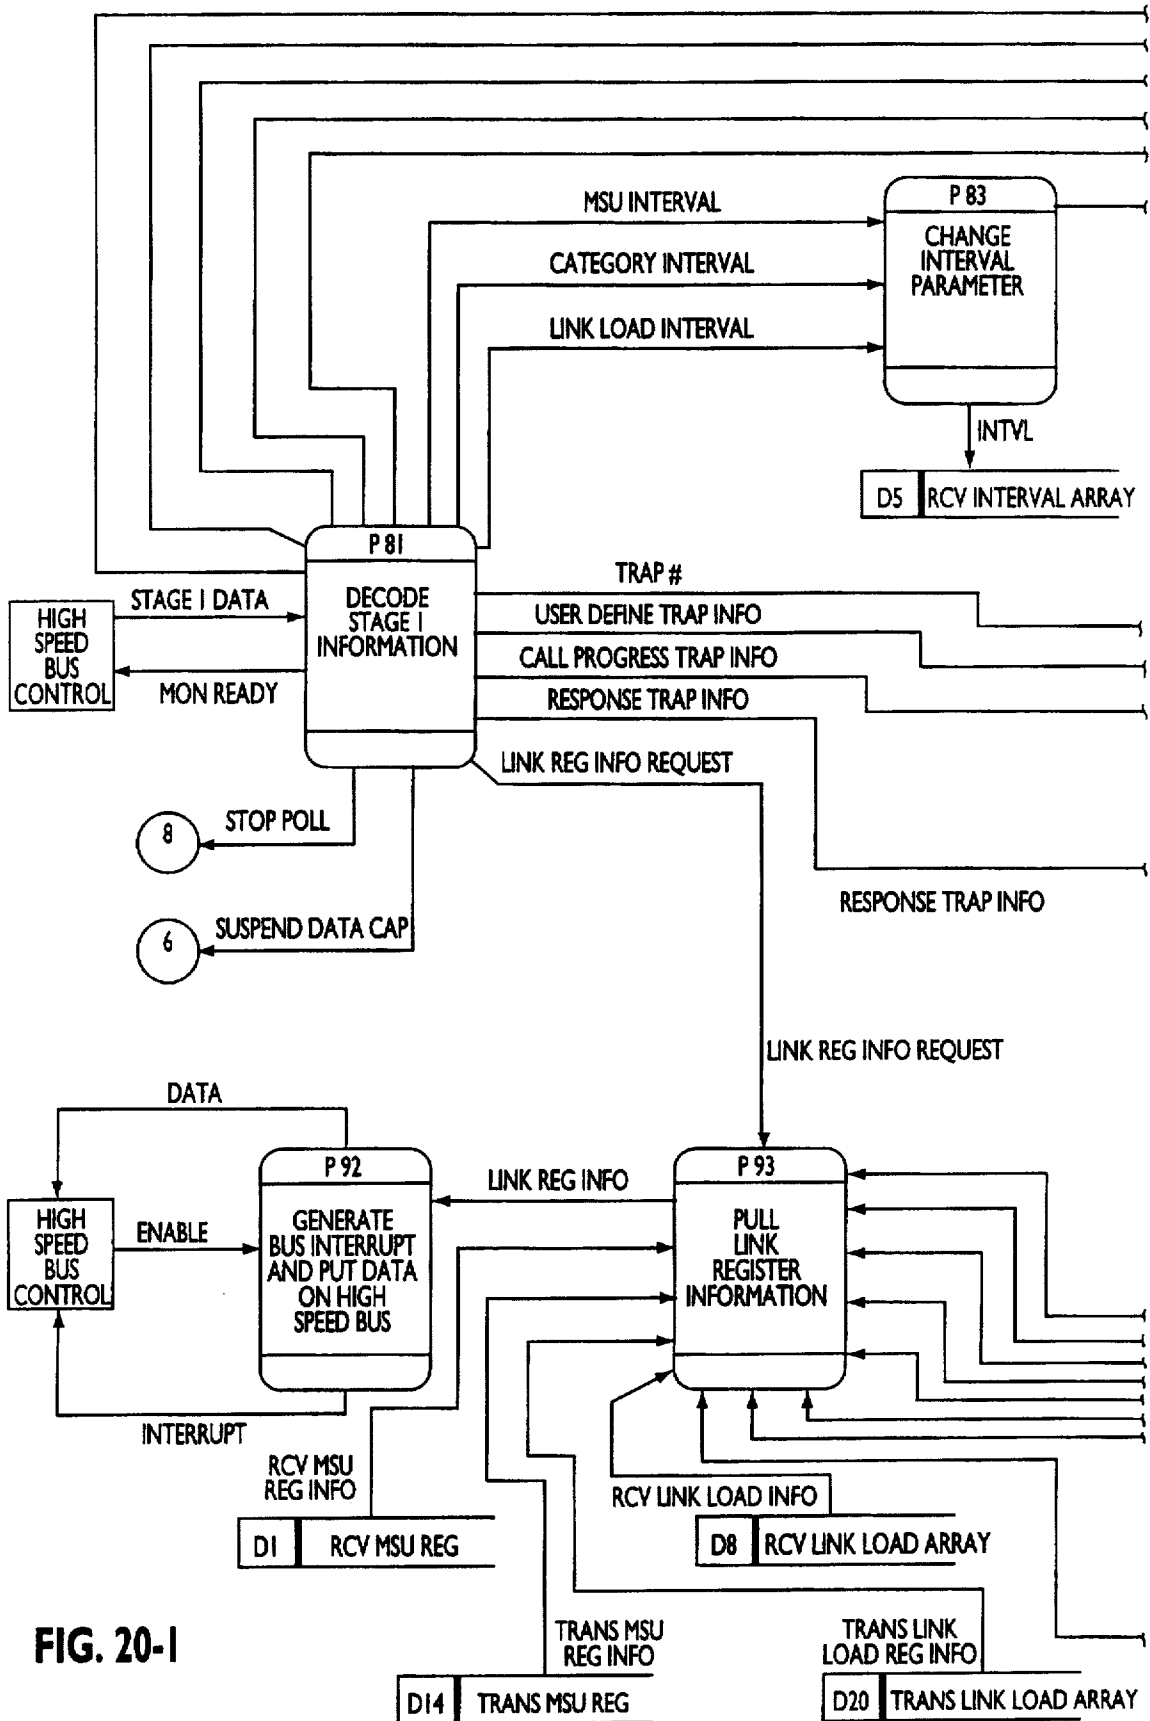 MSU INTERVAL
CATEGORY INTERVAL
LINK LOAD INTERVAL
P 83
CHANGE
INTERVAL
PARAMETER
INTVL
D5 RCV INTERVAL ARRAY
P 81
DECODE
STAGE 1
INFORMATION
HIGH
SPEED
BUS
CONTROL
STAGE 1 DATA
MON READY
TRAP #
USER DEFINE TRAP INFO
CALL PROGRESS TRAP INFO
RESPONSE TRAP INFO
LINK REG INFO REQUEST
8
STOP POLL
6
SUSPEND DATA CAP
RESPONSE TRAP INFO
LINK REG INFO REQUEST
DATA
HIGH
SPEED
BUS
CONTROL
ENABLE
INTERRUPT
P 92
GENERATE
BUS INTERRUPT
AND PUT DATA
ON HIGH
SPEED BUS
LINK REG INFO
P 93
PULL
LINK
REGISTER
INFORMATION
RCV MSU
REG INFO
D1 RCV MSU REG
RCV LINK LOAD INFO
D8 RCV LINK LOAD ARRAY
TRANS MSU
REG INFO
D14 TRANS MSU REG
TRANS LINK
LOAD REG INFO
D20 TRANS LINK LOAD ARRAY
FIG. 20-1